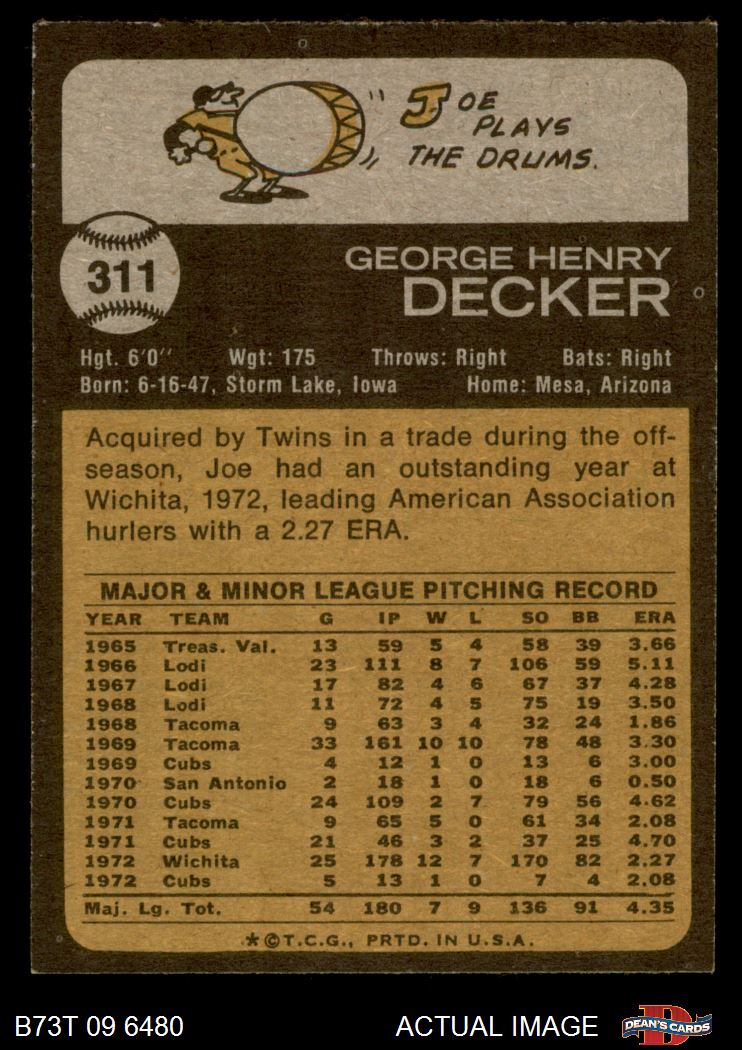 JOE
PLAYS
THE DRUMS.
311
GEORGE HENRY
DECKER
Hgt. 6'0" Wgt: 175 Throws: Right Bats: Right
Born: 6-16-47, Storm Lake, Iowa Home: Mesa, Arizona
Acquired by Twins in a trade during the off-
season, Joe had an outstanding year at
Wichita, 1972, leading American Association
hurlers with a 2.27 ERA.
MAJOR & MINOR LEAGUE PITCHING RECORD
YEAR TEAM G IP W L SO BB ERA
1965 Treas. Val. 13 59 5 4 58 39 3.66
1966 Lodi 23 111 8 7 106 59 5.11
1967 Lodi 17 82 4 6 67 37 4.28
1968 Lodi 11 72 4 5 75 19 3.50
1968 Tacoma 9 63 3 4 32 24 1.86
1969 Tacoma 33 161 10 10 78 48 3.30
1969 Cubs 4 12 1 0 13 6 3.00
1970 San Antonio 2 18 1 0 18 6 0.50
1970 Cubs 24 109 2 7 79 56 4.62
1971 Tacoma 9 65 5 0 61 34 2.08
1971 Cubs 21 46 3 2 37 25 4.70
1972 Wichita 25 178 12 7 170 82 2.27
1972 Cubs 5 13 1 0 7 4 2.08
Maj. Lg. Tot. 54 180 7 9 136 91 4.35
*©T.C.G., PRTD. IN U.S.A.
B73T 09 6480 ACTUAL IMAGE D DEAN'S CARDS